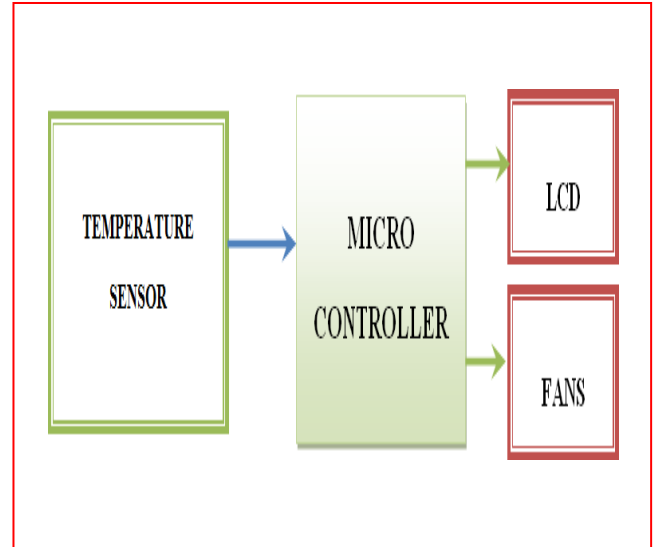 TEMPERATURE
SENSOR
MICRO
CONTROLLER
LCD
FANS